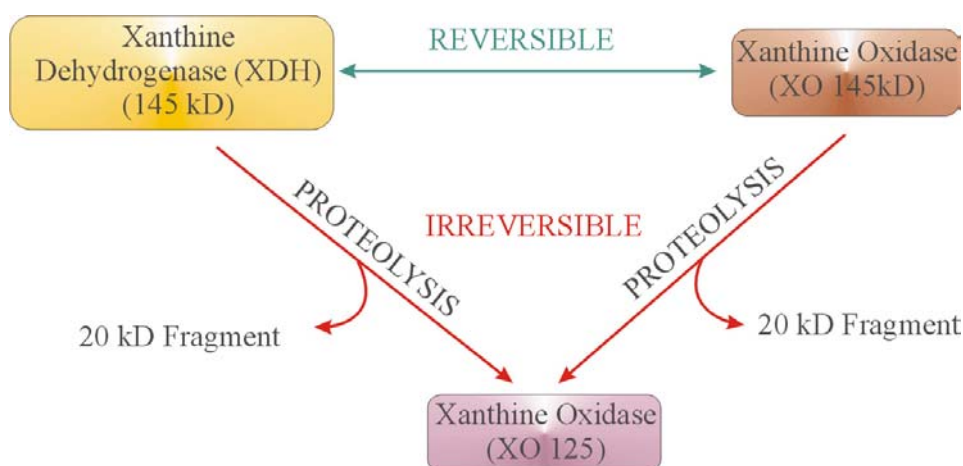 Xanthine
Dehydrogenase (XDH)
(145 kD)
REVERSIBLE
Xanthine Oxidase
(XO 145kD)
PROTEOLYSIS
IRREVERSIBLE
PROTEOLYSIS
20 kD Fragment
20 kD Fragment
Xanthine Oxidase
(XO 125)